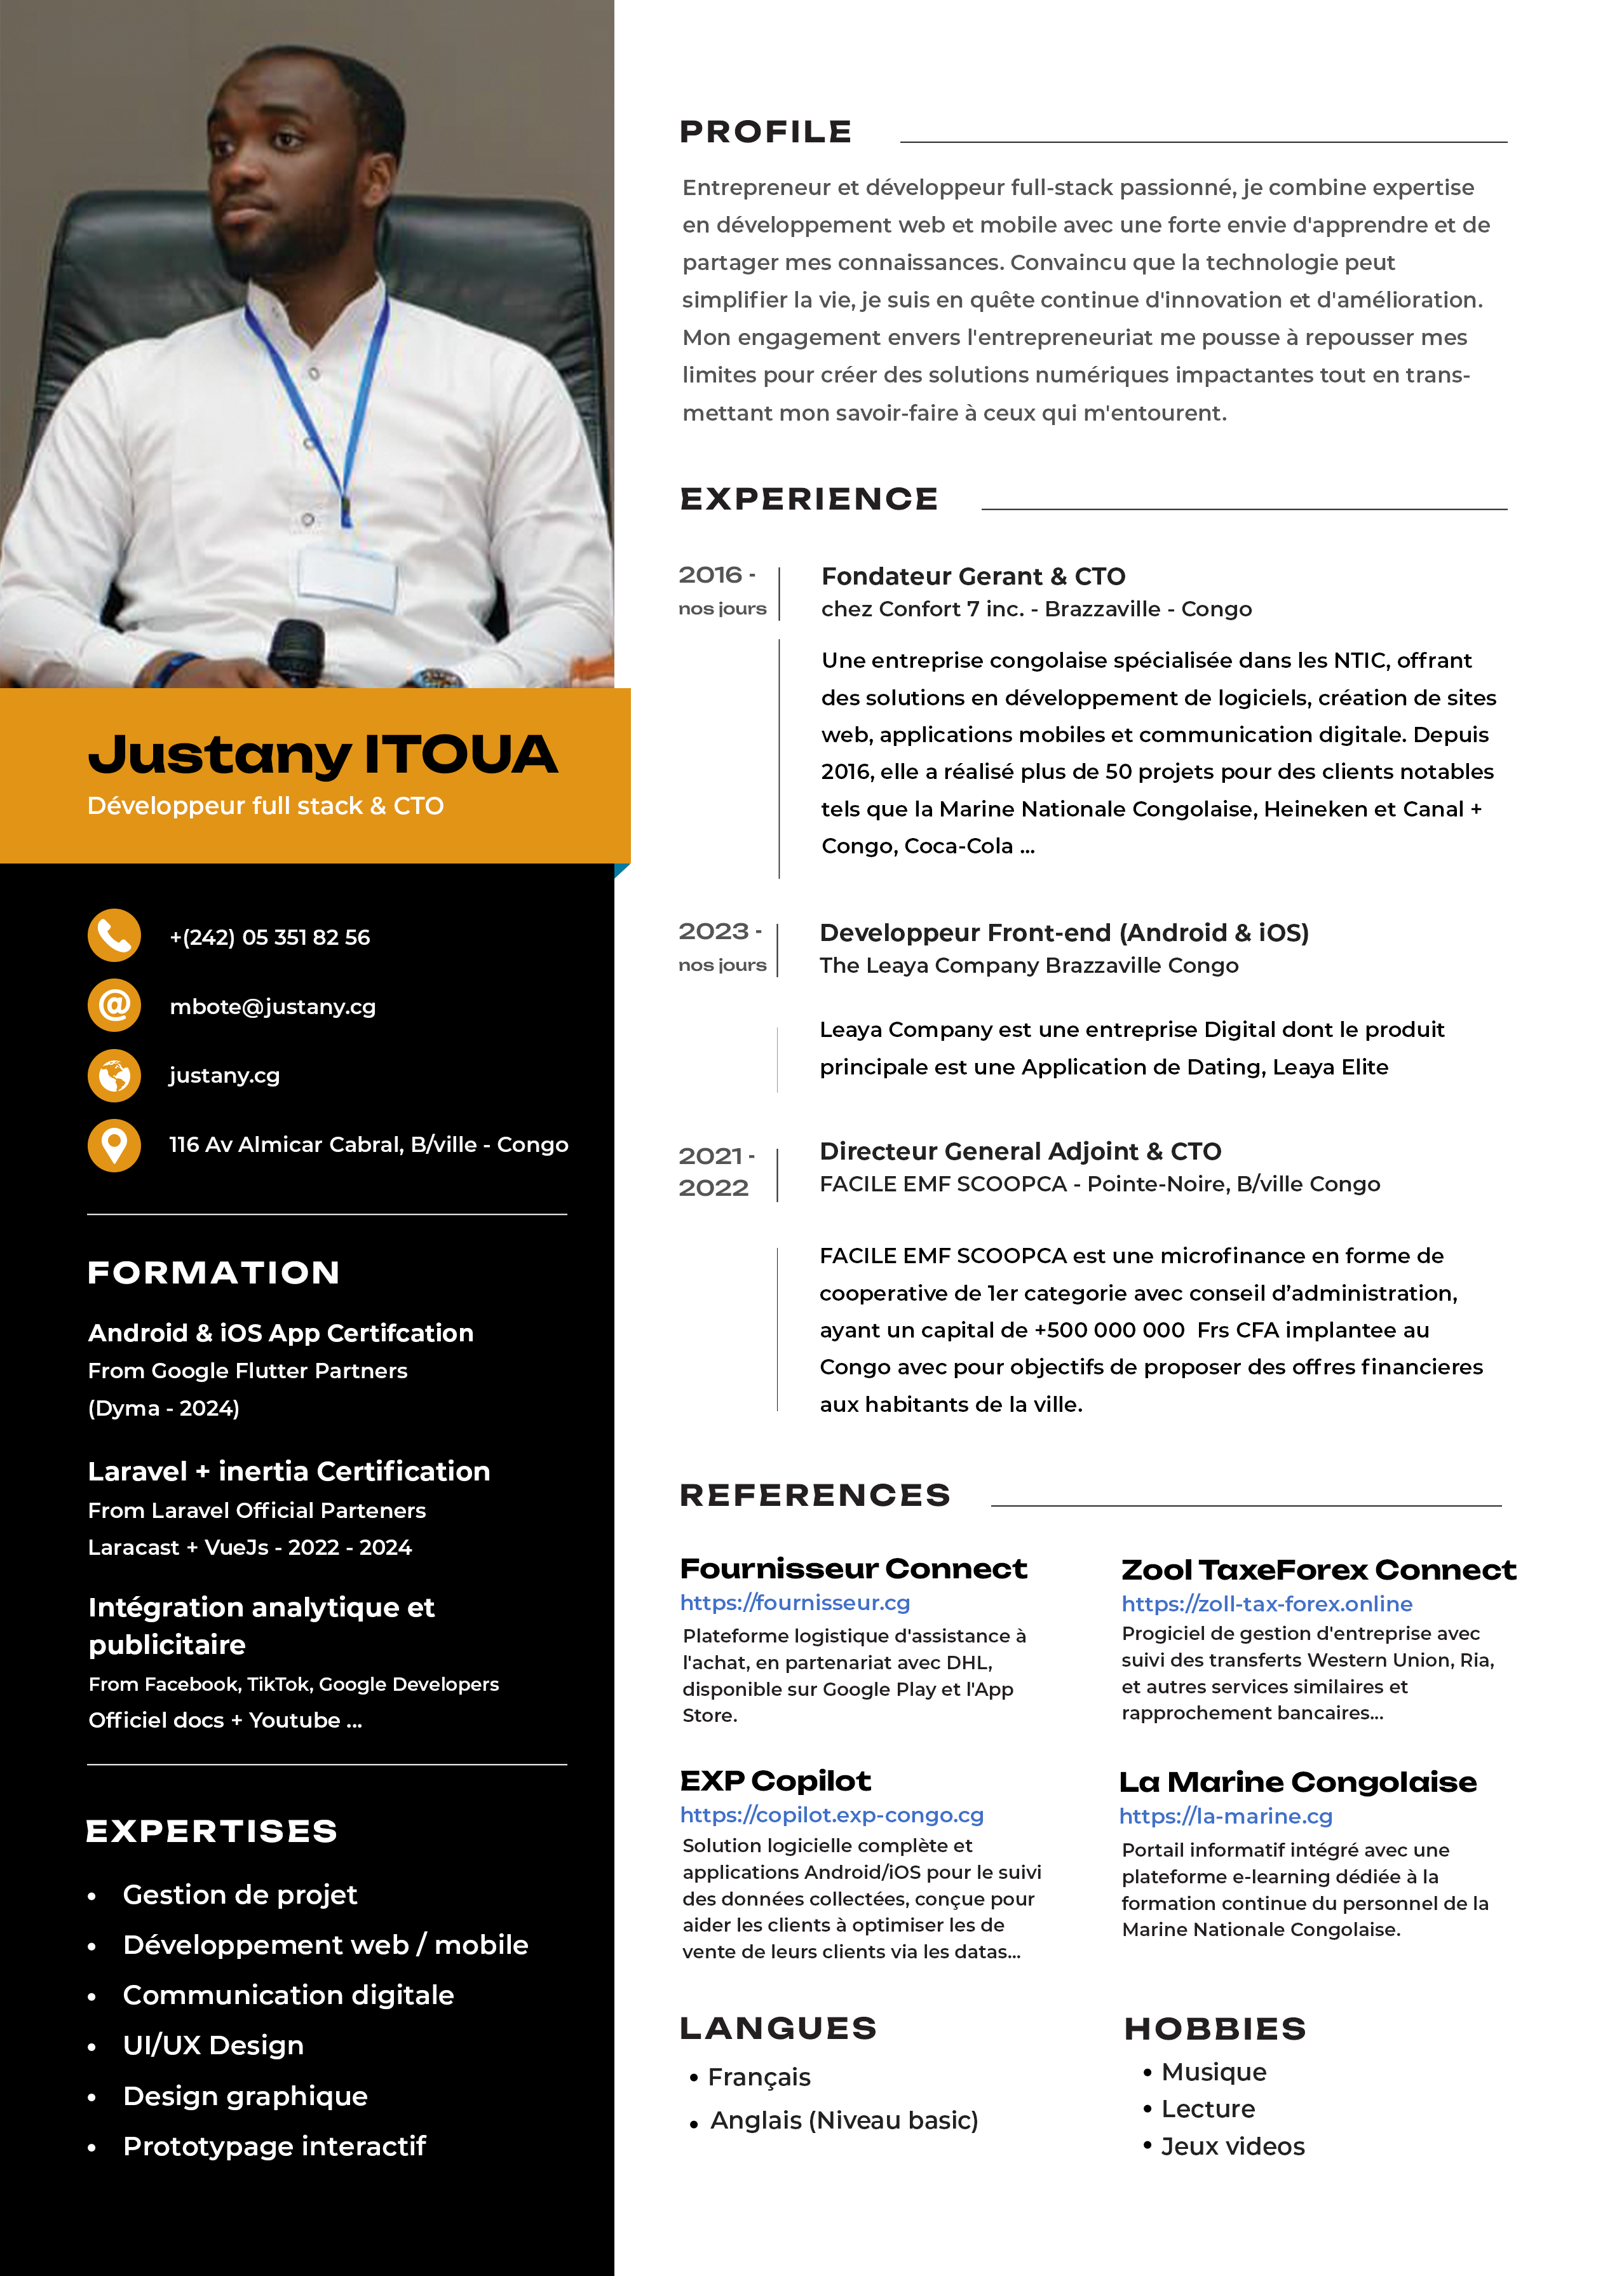 Justany ITOUA
Développeur full stack & CTO
+(242) 05 351 82 56
mbote@justany.cg
justany.cg
116 Av Almicar Cabral, B/ville - Congo
FORMATION
Android & iOS App Certifcation
From Google Flutter Partners
(Dyma - 2024)
Laravel + inertia Certification
From Laravel Official Parteners
Laracast + VueJs - 2022 - 2024
Intégration analytique et
publicitaire
From Facebook, TikTok, Google Developers
Officiel docs + Youtube ...
EXPERTISES
• Gestion de projet
• Développement web / mobile
• Communication digitale
• UI/UX Design
• Design graphique
• Prototypage interactif
PROFILE
Entrepreneur et développeur full-stack passionné, je combine expertise
en développement web et mobile avec une forte envie d'apprendre et de
partager mes connaissances. Convaincu que la technologie peut
simplifier la vie, je suis en quête continue d'innovation et d'amélioration.
Mon engagement envers l'entrepreneuriat me pousse à repousser mes
limites pour créer des solutions numériques impactantes tout en trans-
mettant mon savoir-faire à ceux qui m'entourent.
EXPERIENCE
2016 -
nos jours
Fondateur Gerant & CTO
chez Confort 7 inc. - Brazzaville - Congo
Une entreprise congolaise spécialisée dans les NTIC, offrant
des solutions en développement de logiciels, création de sites
web, applications mobiles et communication digitale. Depuis
2016, elle a réalisé plus de 50 projets pour des clients notables
tels que la Marine Nationale Congolaise, Heineken et Canal +
Congo, Coca-Cola ...
2023 -
nos jours
Developpeur Front-end (Android & iOS)
The Leaya Company Brazzaville Congo
Leaya Company est une entreprise Digital dont le produit
principale est une Application de Dating, Leaya Elite
2021 -
2022
Directeur General Adjoint & CTO
FACILE EMF SCOOPCA - Pointe-Noire, B/ville Congo
FACILE EMF SCOOPCA est une microfinance en forme de
cooperative de 1er categorie avec conseil d’administration,
ayant un capital de +500 000 000 Frs CFA implantee au
Congo avec pour objectifs de proposer des offres financieres
aux habitants de la ville.
REFERENCES
Fournisseur Connect
https://fournisseur.cg
Plateforme logistique d'assistance à
l'achat, en partenariat avec DHL,
disponible sur Google Play et l'App
Store.
Zool TaxeForex Connect
https://zoll-tax-forex.online
Progiciel de gestion d'entreprise avec
suivi des transferts Western Union, Ria,
et autres services similaires et
rapprochement bancaires...
EXP Copilot
https://copilot.exp-congo.cg
Solution logicielle complète et
applications Android/iOS pour le suivi
des données collectées, conçue pour
aider les clients à optimiser les de
vente de leurs clients via les datas...
La Marine Congolaise
https://la-marine.cg
Portail informatif intégré avec une
plateforme e-learning dédiée à la
formation continue du personnel de la
Marine Nationale Congolaise.
LANGUES
• Français
• Anglais (Niveau basic)
HOBBIES
• Musique
• Lecture
• Jeux videos